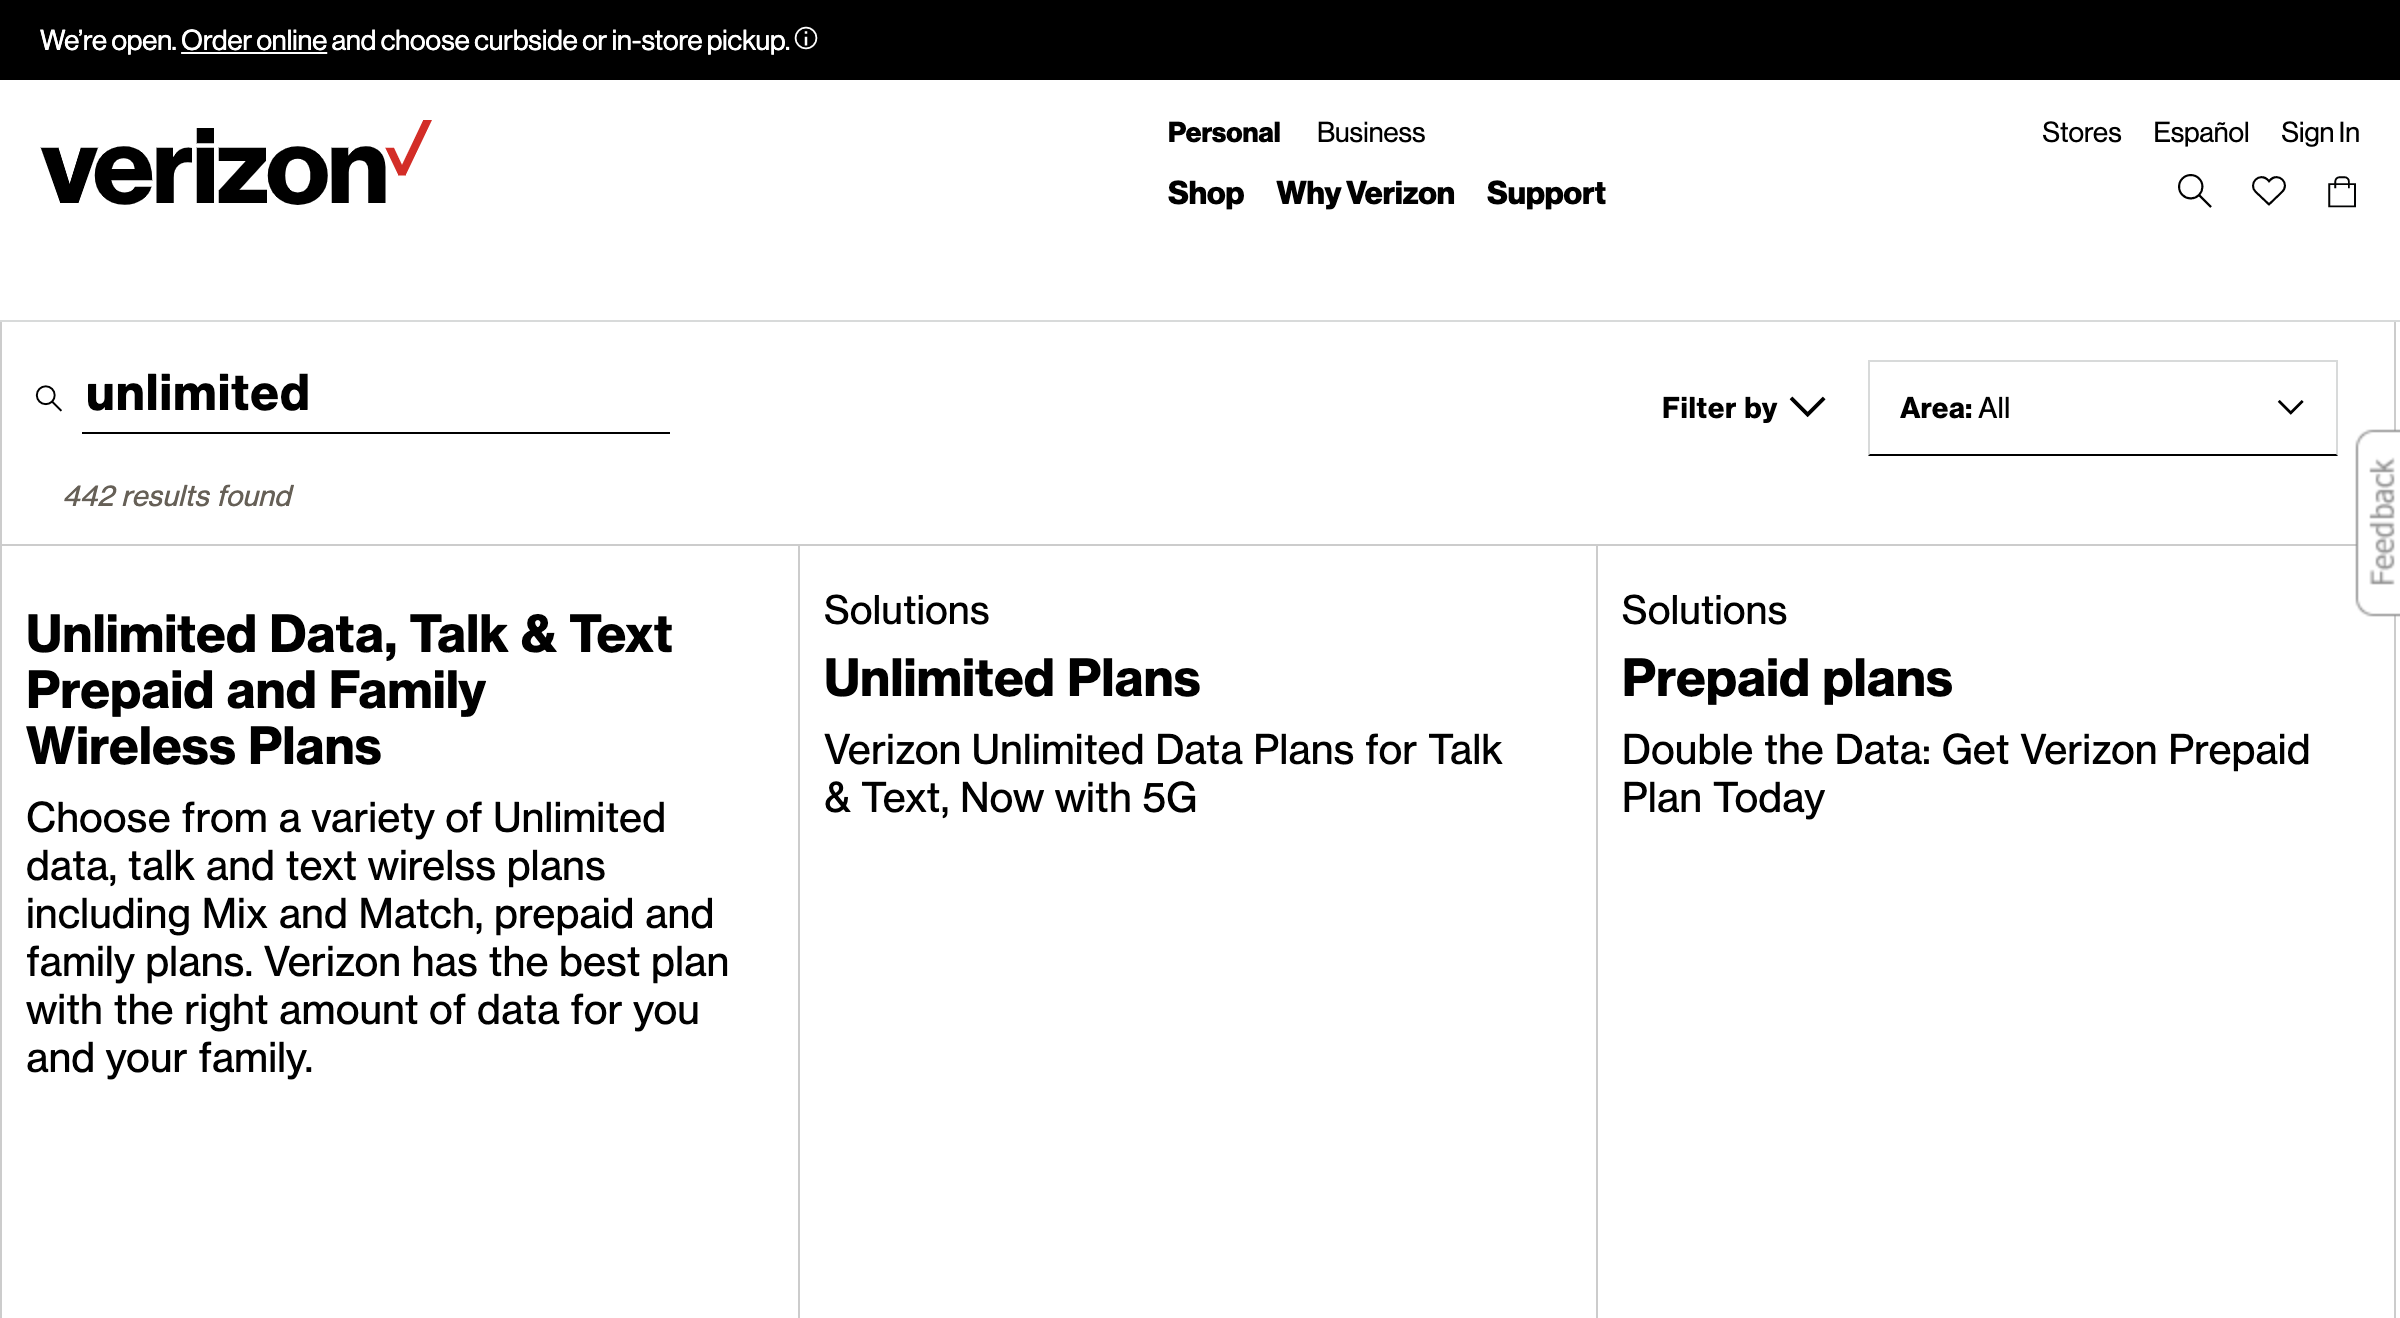 We're open. Order online and choose curbside or in-store pickup.
verizon
Personal Business
Stores Español Sign In
Shop Why Verizon Support
unlimited
Filter by
Area: All
442 results found
Feedback
Unlimited Data, Talk & Text
Prepaid and Family
Wireless Plans
Choose from a variety of Unlimited
data, talk and text wirelss plans
including Mix and Match, prepaid and
family plans. Verizon has the best plan
with the right amount of data for you
and your family.
Solutions
Unlimited Plans
Verizon Unlimited Data Plans for Talk
& Text, Now with 5G
Solutions
Prepaid plans
Double the Data: Get Verizon Prepaid
Plan Today